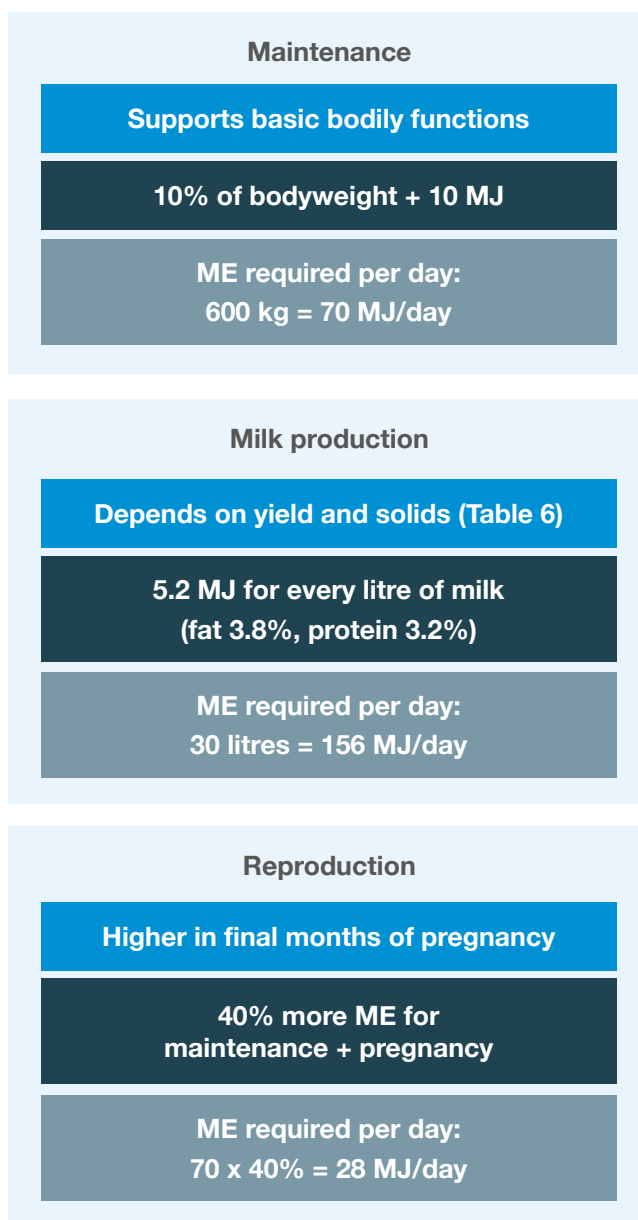 Maintenance
Supports basic bodily functions
10% of bodyweight + 10 MJ
ME required per day:
600 kg = 70 MJ/day
Milk production
Depends on yield and solids (Table 6)
5.2 MJ for every litre of milk
(fat 3.8%, protein 3.2%)
ME required per day:
30 litres = 156 MJ/day
Reproduction
Higher in final months of pregnancy
40% more ME for
maintenance + pregnancy
ME required per day:
70 x 40% = 28 MJ/day